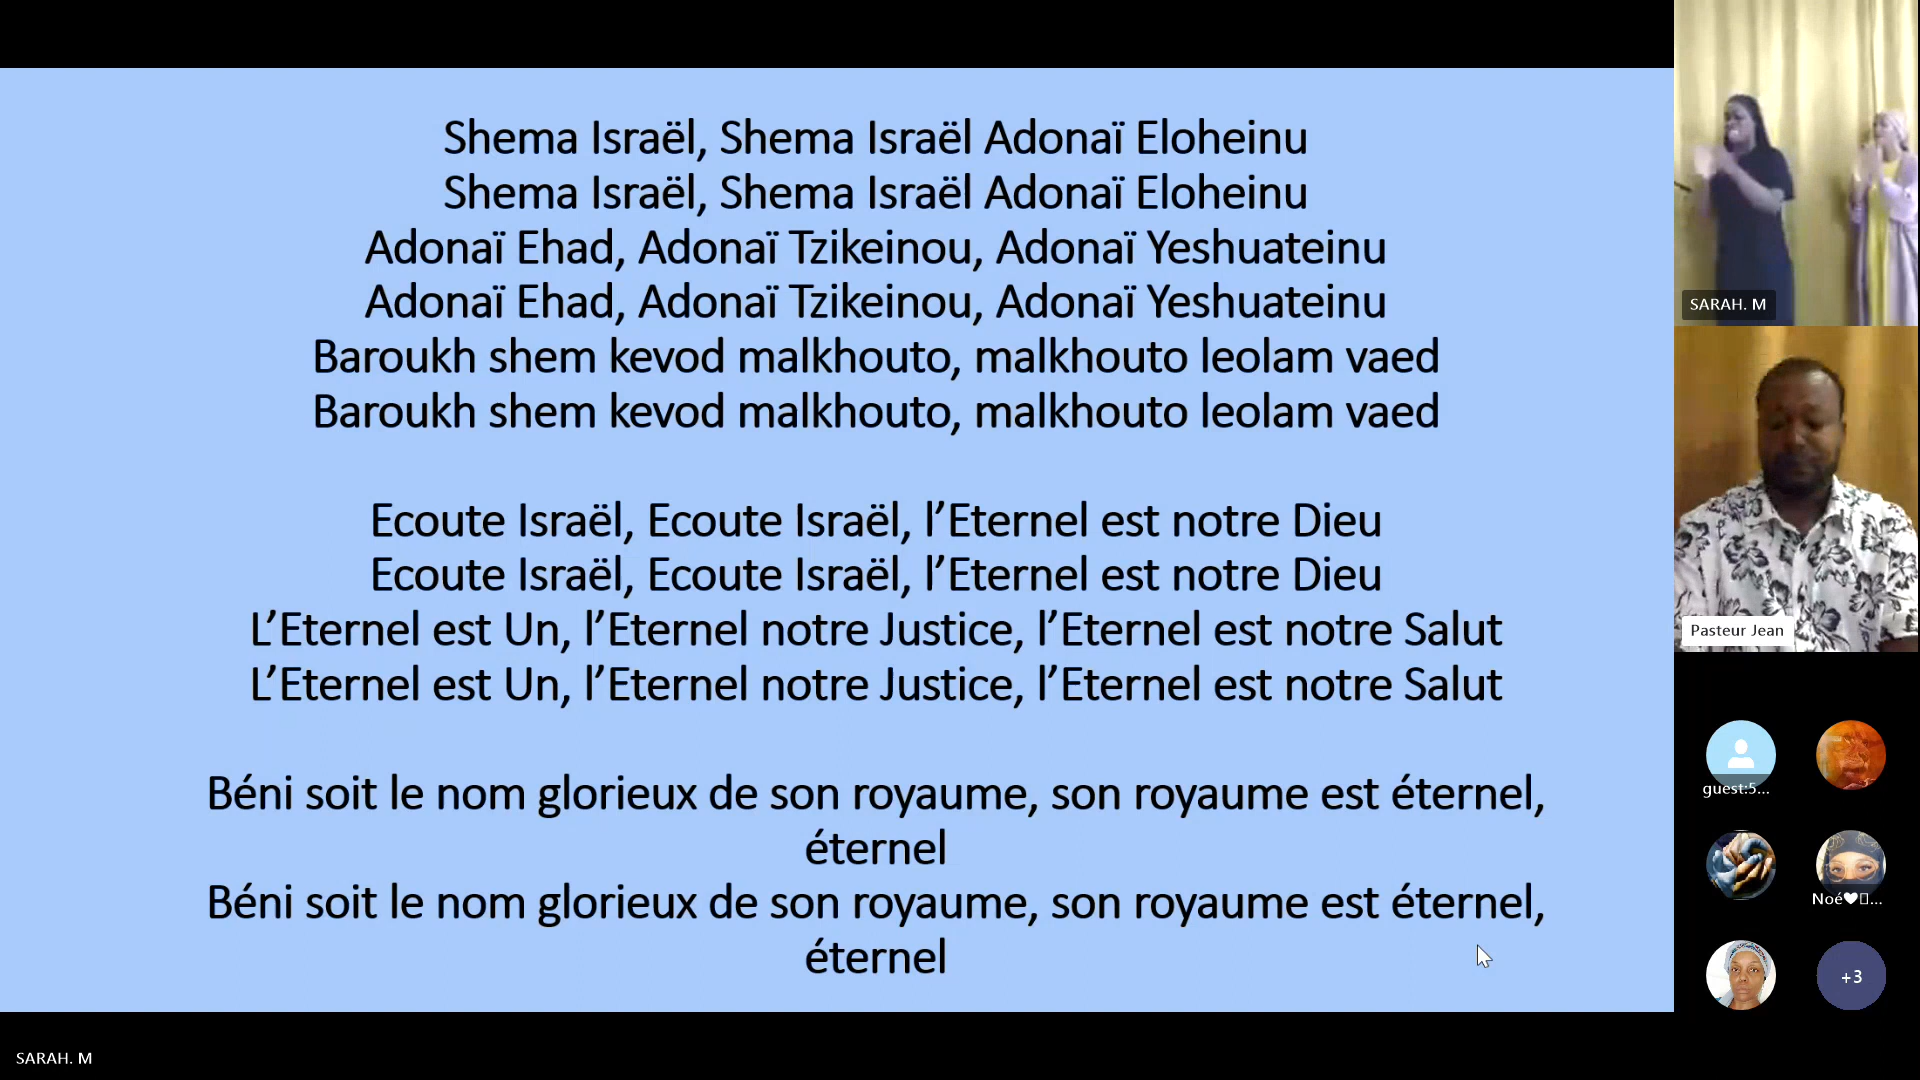 Shema Israël, Shema Israël Adonaï Eloheinu
Shema Israël, Shema Israël Adonaï Eloheinu
Adonaï Ehad, Adonaï Tzikeinou, Adonaï Yeshuateinu
Adonaï Ehad, Adonaï Tzikeinou, Adonaï Yeshuateinu
Baroukh shem kevod malkhouto, malkhouto leolam vaed
Baroukh shem kevod malkhouto, malkhouto leolam vaed
Ecoute Israël, Ecoute Israël, l’Eternel est notre Dieu
Ecoute Israël, Ecoute Israël, l’Eternel est notre Dieu
L’Eternel est Un, l’Eternel notre Justice, l’Eternel est notre Salut
L’Eternel est Un, l’Eternel notre Justice, l’Eternel est notre Salut
Béni soit le nom glorieux de son royaume, son royaume est éternel,
éternel
Béni soit le nom glorieux de son royaume, son royaume est éternel,
éternel
SARAH. M
Pasteur Jean
guest:5...
Noé🖤▯...
+3
SARAH. M